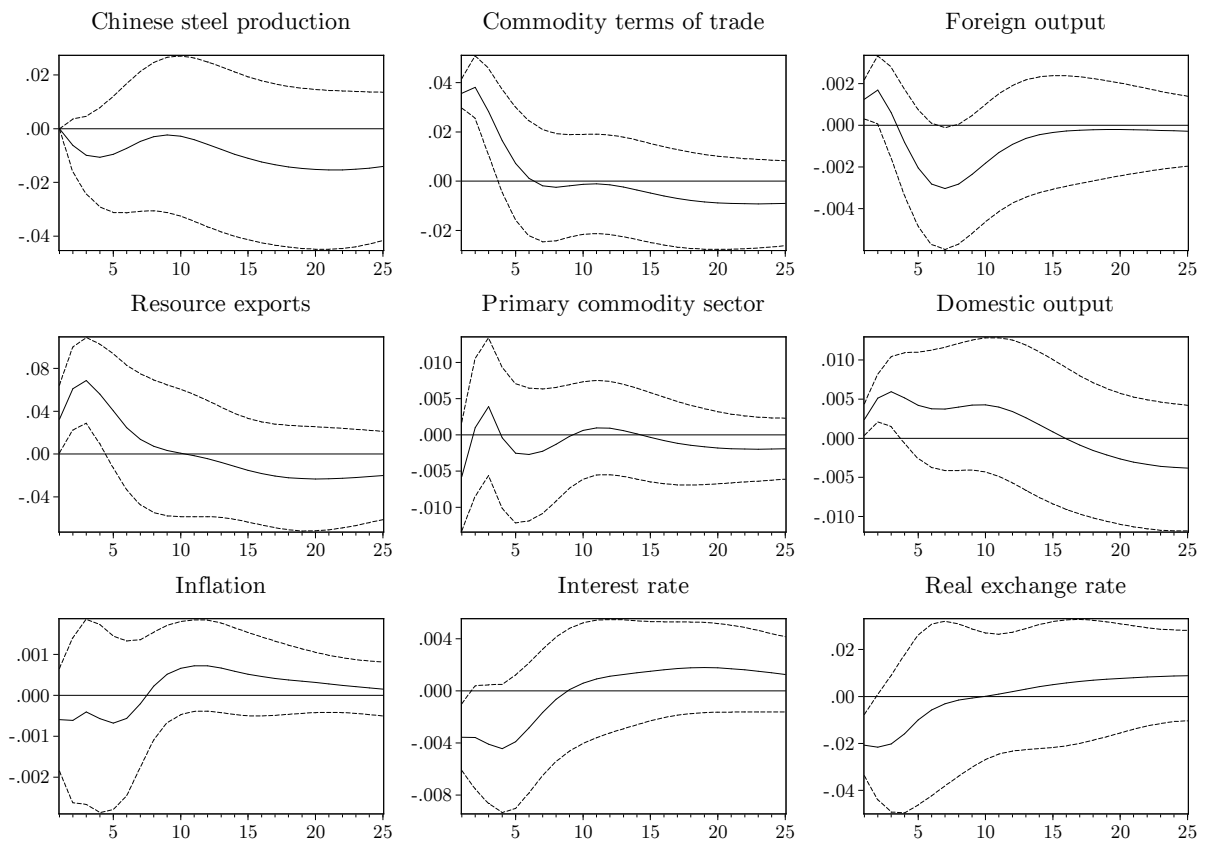 Chinese steel production
.02
.00
-.02
-.04
5 10 15 20 25
Commodity terms of trade
.04
.02
.00
-.02
5 10 15 20 25
Foreign output
.002
.000
-.002
-.004
5 10 15 20 25
Resource exports
.08
.04
.00
-.04
5 10 15 20 25
Primary commodity sector
.010
.005
.000
-.005
-.010
5 10 15 20 25
Domestic output
.010
.005
.000
-.005
-.010
5 10 15 20 25
Inflation
.001
.000
-.001
-.002
5 10 15 20 25
Interest rate
.004
.000
-.004
-.008
5 10 15 20 25
Real exchange rate
.02
.00
-.02
-.04
5 10 15 20 25